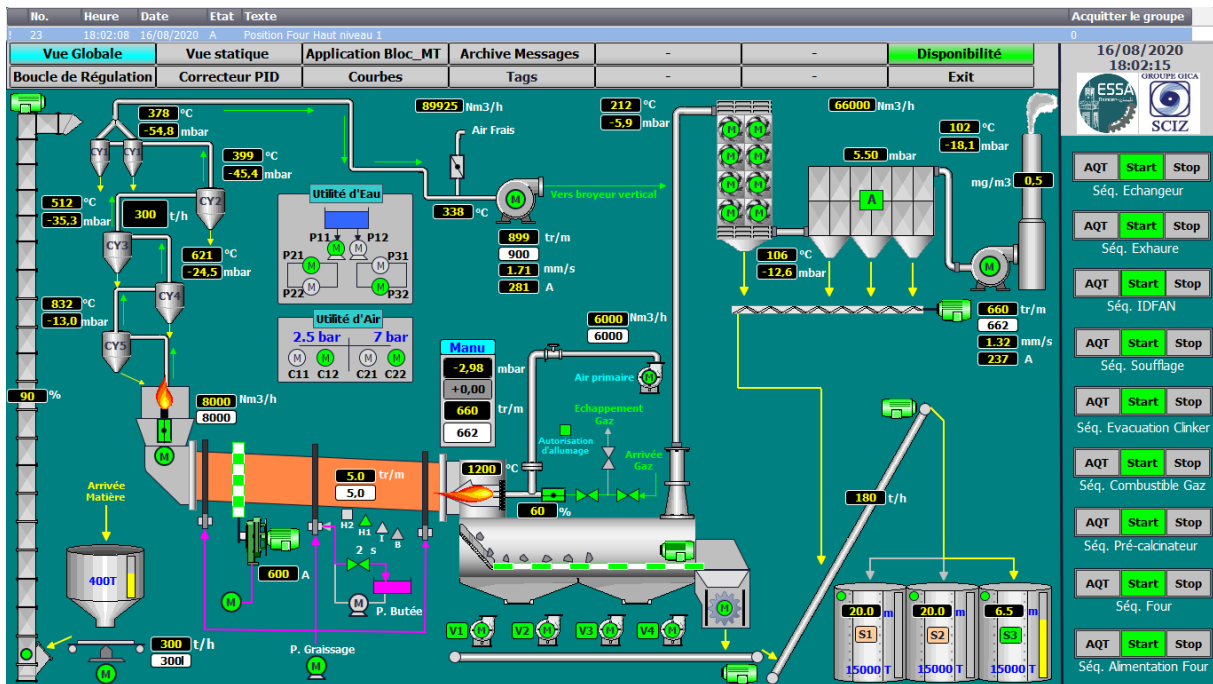 No. Heure Date Etat Texte Acquitter le groupe
! 23 18:02:08 16/08/2020 A Position Four Haut niveau 1 0
Vue Globale Vue statique Application Bloc_MT Archive Messages - - Disponibilité
Boucle de Régulation Correcteur PID Courbes Tags - - Exit
16/08/2020
18:02:15
ESSA
GROUPE GICA
SCIZ
378 °C
-54,8 mbar
89925 Nm3/h
Air Frais
212 °C
-5,9 mbar
66000 Nm3/h
102 °C
-18,1 mbar
CY1 CY1
399 °C
-45,4 mbar
5.50 mbar
mg/m3 0,5
512 °C
-35,3 mbar
300 t/h
CY2
Utilité d'Eau
P11 P12
P21 P31
P22 P32
338 °C
M
Vers broyeur vertical
A
899 tr/m
900
1.71 mm/s
281 A
CY3
621 °C
-24,5 mbar
106 °C
-12,6 mbar
M
832 °C
-13,0 mbar
CY4
CY5
Utilité d'Air
2.5 bar 7 bar
M M M M
C11 C12 C21 C22
6000 Nm3/h
6000
660 tr/m
662
1.32 mm/s
237 A
Manu
-2,98 mbar
+0,00
660 tr/m
662
Air primaire
M
90 %
8000 Nm3/h
8000
M
Echappement
Gaz
Autorisation
d'allumage
Arrivée
Gaz
1200 °C
60 %
5.0 tr/m
5,0
H2 H1 I B
2 s
600 A
M
M
P. Butée
P. Graissage
M
Arrivée
Matière
400T
300 t/h
300
M
180 t/h
V1 M V2 M V3 M V4 M
M
20.0 m 20.0 m 6.5 m
S1 S2 S3
15000 T 15000 T 15000 T
AQT Start Stop
Séq. Echangeur
AQT Start Stop
Séq. Exhaure
AQT Start Stop
Séq. IDFAN
AQT Start Stop
Séq. Soufflage
AQT Start Stop
Séq. Evacuation Clinker
AQT Start Stop
Séq. Combustible Gaz
AQT Start Stop
Séq. Pré-calcinateur
AQT Start Stop
Séq. Four
AQT Start Stop
Séq. Alimentation Four